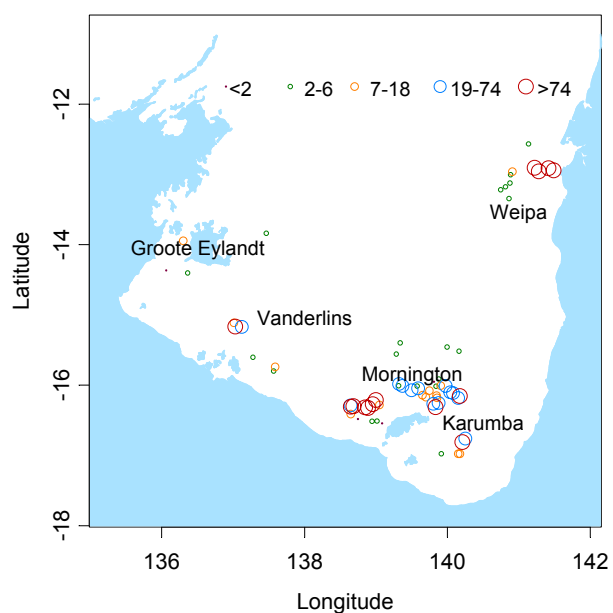 <2 2-6 7-18 19-74 >74
-12
Weipa
-14
Groote Eylandt
Vanderlins
Latitude
-16
Mornington
Karumba
-18
136 138 140 142
Longitude